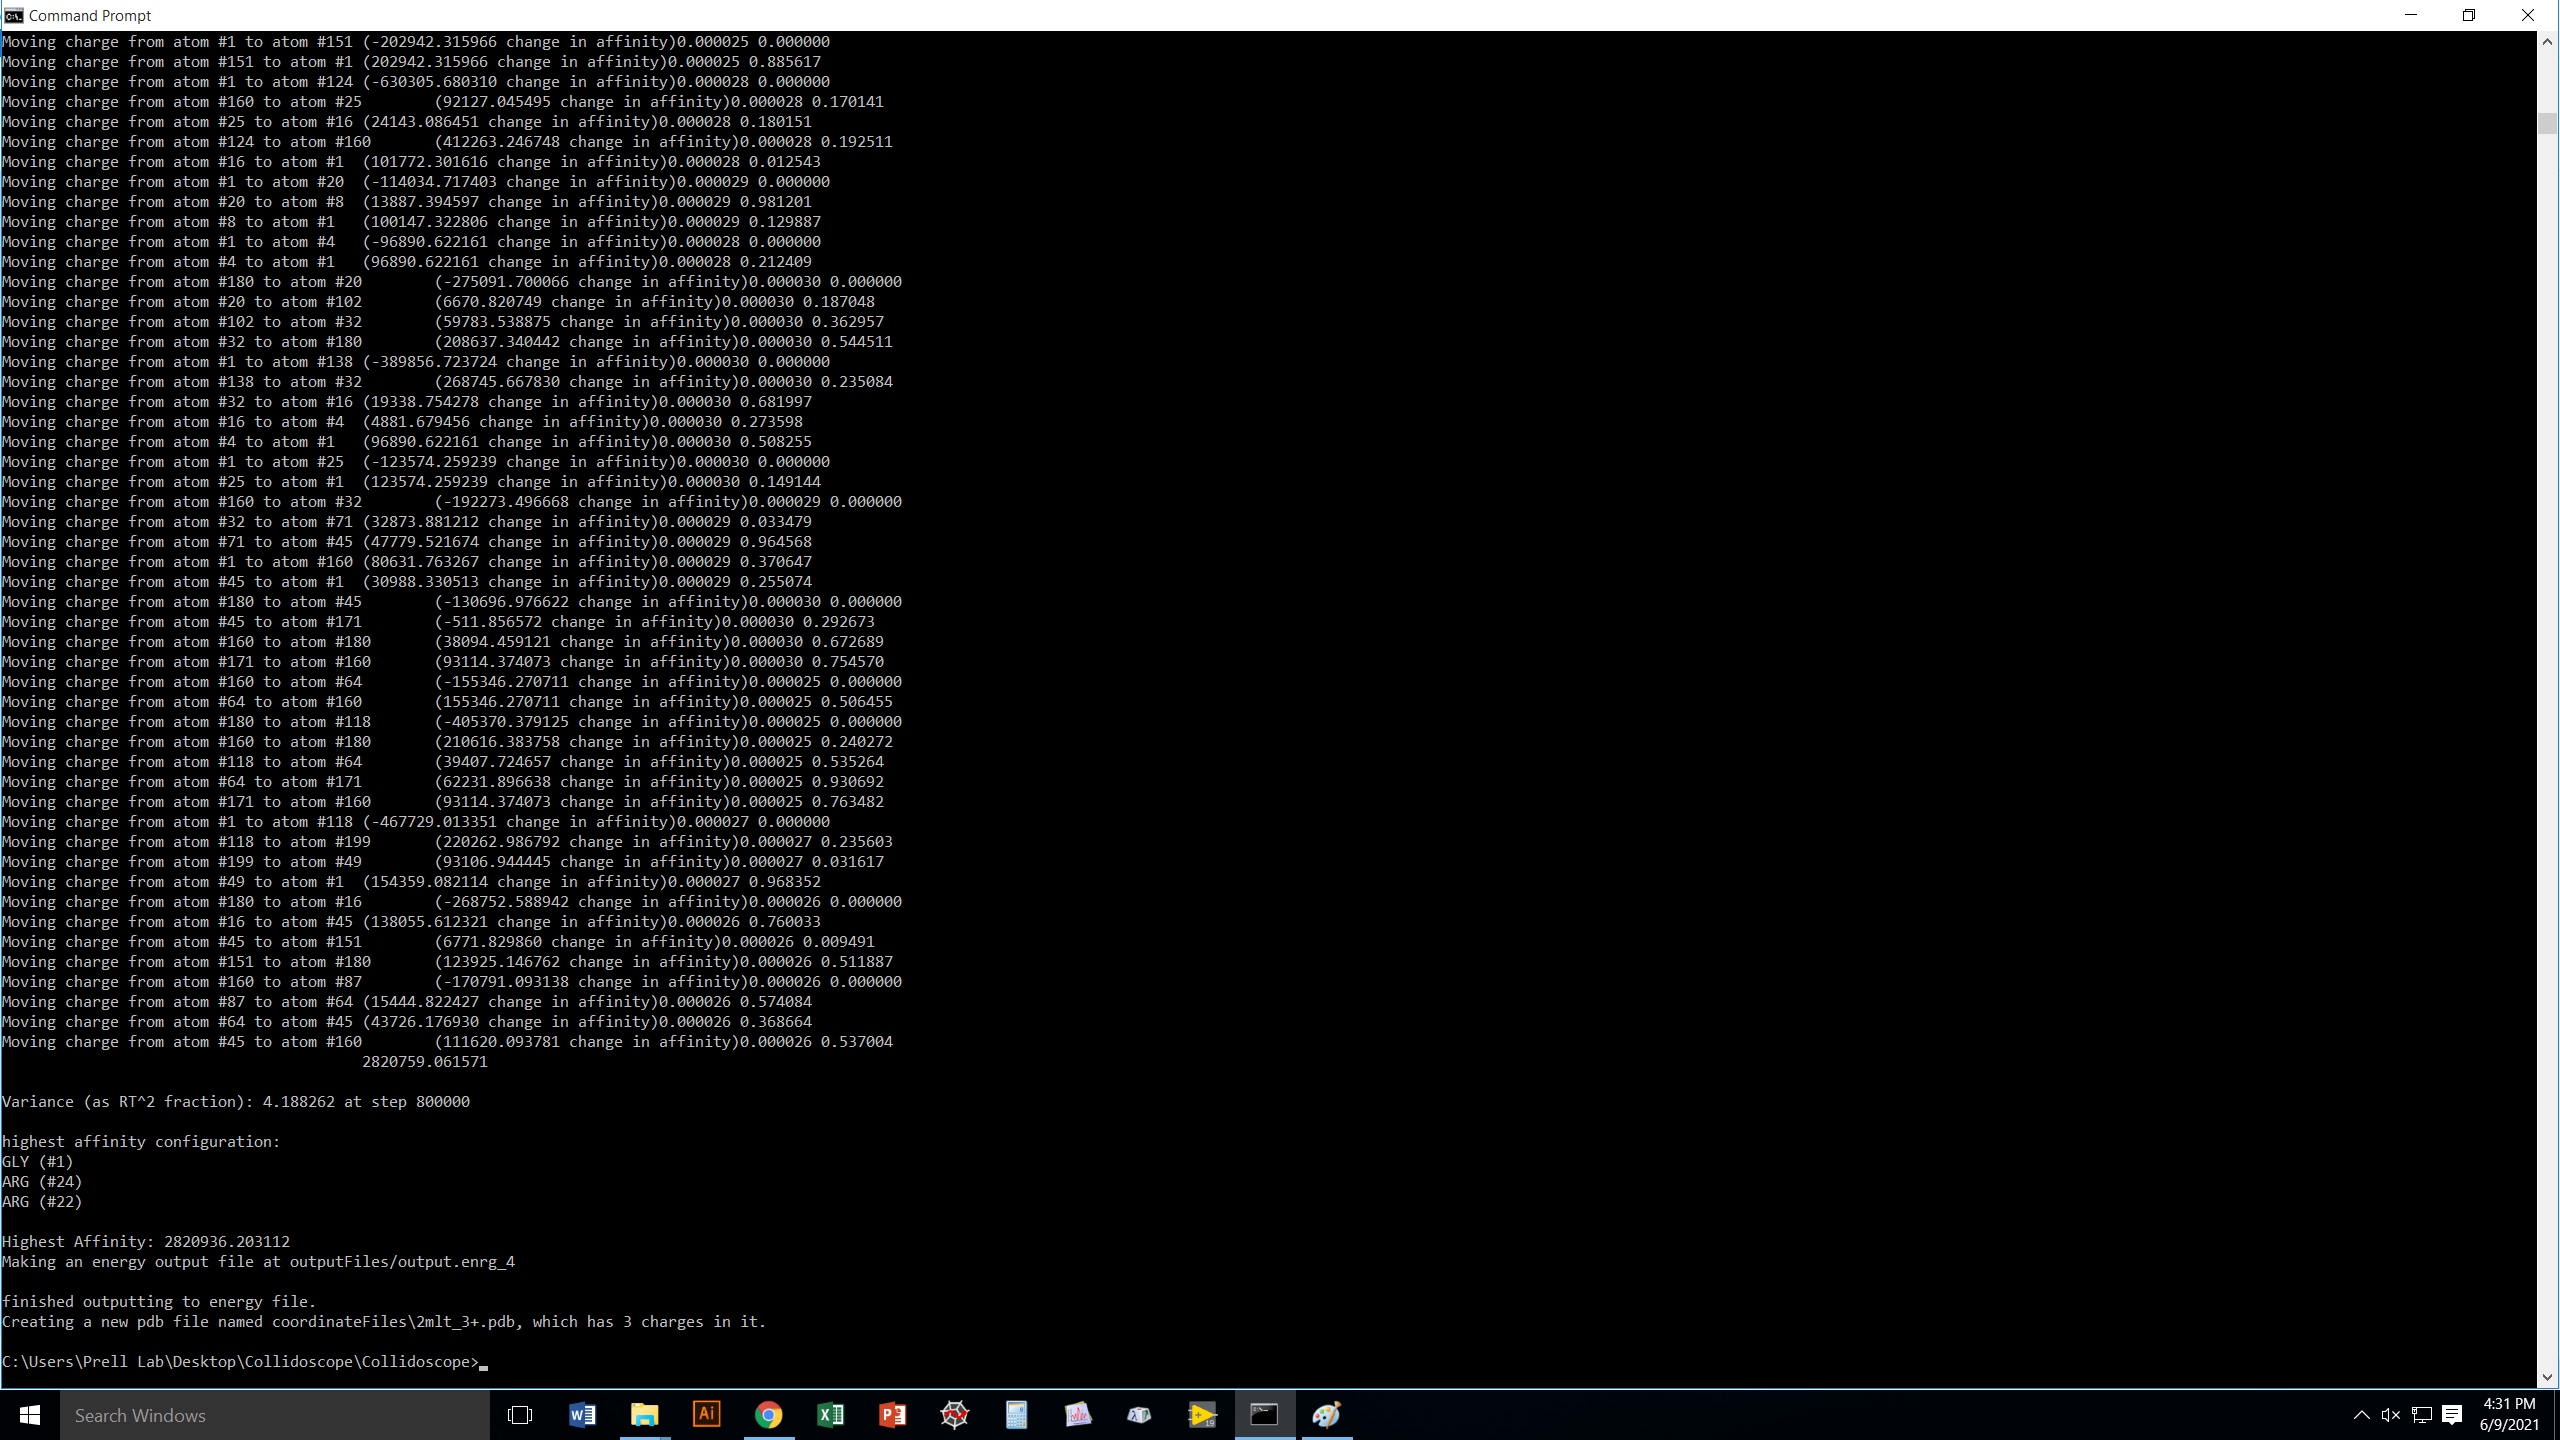 Command Prompt
Moving charge from atom #1 to atom #151 (-202942.315966 change in affinity)0.000025 0.000000
Moving charge from atom #151 to atom #1 (202942.315966 change in affinity)0.000025 0.885617
Moving charge from atom #1 to atom #124 (-630305.680310 change in affinity)0.000028 0.000000
Moving charge from atom #160 to atom #25 (92127.045495 change in affinity)0.000028 0.170141
Moving charge from atom #25 to atom #16 (24143.086451 change in affinity)0.000028 0.180151
Moving charge from atom #124 to atom #160 (412263.246748 change in affinity)0.000028 0.192511
Moving charge from atom #16 to atom #1 (101772.301616 change in affinity)0.000028 0.012543
Moving charge from atom #1 to atom #20 (-114034.717403 change in affinity)0.000029 0.000000
Moving charge from atom #20 to atom #8 (13887.394597 change in affinity)0.000029 0.981201
Moving charge from atom #8 to atom #1 (100147.322806 change in affinity)0.000029 0.129887
Moving charge from atom #1 to atom #4 (-96890.622161 change in affinity)0.000028 0.000000
Moving charge from atom #4 to atom #1 (96890.622161 change in affinity)0.000028 0.212409
Moving charge from atom #180 to atom #20 (-275091.700066 change in affinity)0.000030 0.000000
Moving charge from atom #20 to atom #102 (6670.820749 change in affinity)0.000030 0.187048
Moving charge from atom #102 to atom #32 (59783.538875 change in affinity)0.000030 0.362957
Moving charge from atom #32 to atom #180 (208637.340442 change in affinity)0.000030 0.544511
Moving charge from atom #1 to atom #138 (-389856.723724 change in affinity)0.000030 0.000000
Moving charge from atom #138 to atom #32 (268745.667830 change in affinity)0.000030 0.235084
Moving charge from atom #32 to atom #16 (19338.754278 change in affinity)0.000030 0.681997
Moving charge from atom #16 to atom #4 (4881.679456 change in affinity)0.000030 0.273598
Moving charge from atom #4 to atom #1 (96890.622161 change in affinity)0.000030 0.508255
Moving charge from atom #1 to atom #25 (-123574.259239 change in affinity)0.000030 0.000000
Moving charge from atom #25 to atom #1 (123574.259239 change in affinity)0.000030 0.149144
Moving charge from atom #160 to atom #32 (-192273.496668 change in affinity)0.000029 0.000000
Moving charge from atom #32 to atom #71 (32873.881212 change in affinity)0.000029 0.033479
Moving charge from atom #71 to atom #45 (47779.521674 change in affinity)0.000029 0.964568
Moving charge from atom #1 to atom #160 (80631.763267 change in affinity)0.000029 0.370647
Moving charge from atom #45 to atom #1 (30988.330513 change in affinity)0.000029 0.255074
Moving charge from atom #180 to atom #45 (-130696.976622 change in affinity)0.000030 0.000000
Moving charge from atom #45 to atom #171 (-511.856572 change in affinity)0.000030 0.292673
Moving charge from atom #160 to atom #180 (38094.459121 change in affinity)0.000030 0.672689
Moving charge from atom #171 to atom #160 (93114.374073 change in affinity)0.000030 0.754570
Moving charge from atom #160 to atom #64 (-155346.270711 change in affinity)0.000025 0.000000
Moving charge from atom #64 to atom #160 (155346.270711 change in affinity)0.000025 0.506455
Moving charge from atom #180 to atom #118 (-405370.379125 change in affinity)0.000025 0.000000
Moving charge from atom #160 to atom #180 (210616.383758 change in affinity)0.000025 0.240272
Moving charge from atom #118 to atom #64 (39407.724657 change in affinity)0.000025 0.535264
Moving charge from atom #64 to atom #171 (62231.896638 change in affinity)0.000025 0.930692
Moving charge from atom #171 to atom #160 (93114.374073 change in affinity)0.000025 0.763482
Moving charge from atom #1 to atom #118 (-467729.013351 change in affinity)0.000027 0.000000
Moving charge from atom #118 to atom #199 (220262.986792 change in affinity)0.000027 0.235603
Moving charge from atom #199 to atom #49 (93106.944445 change in affinity)0.000027 0.031617
Moving charge from atom #49 to atom #1 (154359.082114 change in affinity)0.000027 0.968352
Moving charge from atom #180 to atom #16 (-268752.588942 change in affinity)0.000026 0.000000
Moving charge from atom #16 to atom #45 (138055.612321 change in affinity)0.000026 0.760033
Moving charge from atom #45 to atom #151 (6771.829860 change in affinity)0.000026 0.009491
Moving charge from atom #151 to atom #180 (123925.146762 change in affinity)0.000026 0.511887
Moving charge from atom #160 to atom #87 (-170791.093138 change in affinity)0.000026 0.000000
Moving charge from atom #87 to atom #64 (15444.822427 change in affinity)0.000026 0.574084
Moving charge from atom #64 to atom #45 (43726.176930 change in affinity)0.000026 0.368664
Moving charge from atom #45 to atom #160 (111620.093781 change in affinity)0.000026 0.537004
2820759.061571
Variance (as RT^2 fraction): 4.188262 at step 800000
highest affinity configuration:
GLY (#1)
ARG (#24)
ARG (#22)
Highest Affinity: 2820936.203112
Making an energy output file at outputFiles/output.enrg_4
finished outputting to energy file.
Creating a new pdb file named coordinateFiles\2mlt_3+.pdb, which has 3 charges in it.
C:\Users\Prell Lab\Desktop\Collidoscope\Collidoscope>_
Search Windows
Ai
19
4:31 PM
6/9/2021